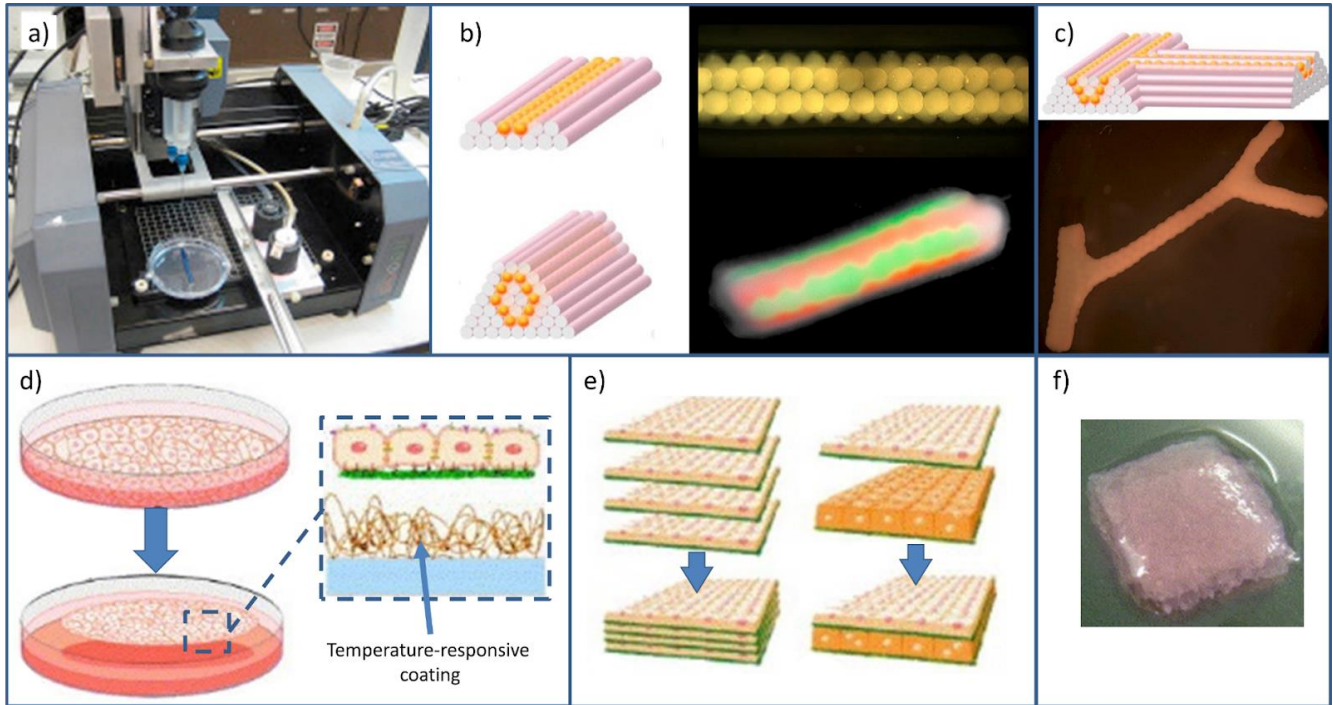 a)
b)
c)
d)
Temperature-responsive
coating
e)
f)